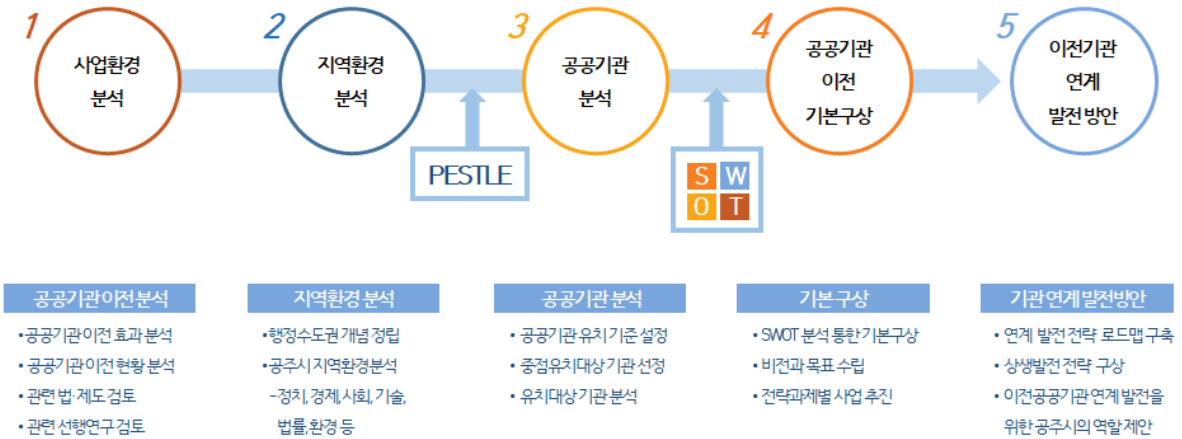 1
사업환경
분석
2
지역환경
분석
3
공공기관
분석
4
공공기관
이전
기본구상
5
이전기관
연계
발전 방안
PESTLE
S W
O T
공공기관 이전 분석
• 공공기관 이전 효과 분석
• 공공기관 이전 현황 분석
• 관련 법·제도 검토
• 관련 선행연구 검토
지역환경 분석
• 행정수도권 개념 정립
• 공주시 지역환경분석
-정치, 경제, 사회, 기술,
법률, 환경 등
공공기관 분석
• 공공기관 유치 기준 설정
• 중점유치대상 기관 선정
• 유치대상 기관 분석
기본 구상
• SWOT 분석 통한 기본구상
• 비전과 목표 수립
• 전략과제별 사업 추진
기관 연계 발전방안
• 연계 발전 전략 로드맵 구축
• 상생발전 전략 구상
• 이전공공기관 연계 발전을
위한 공주시의 역할 제안